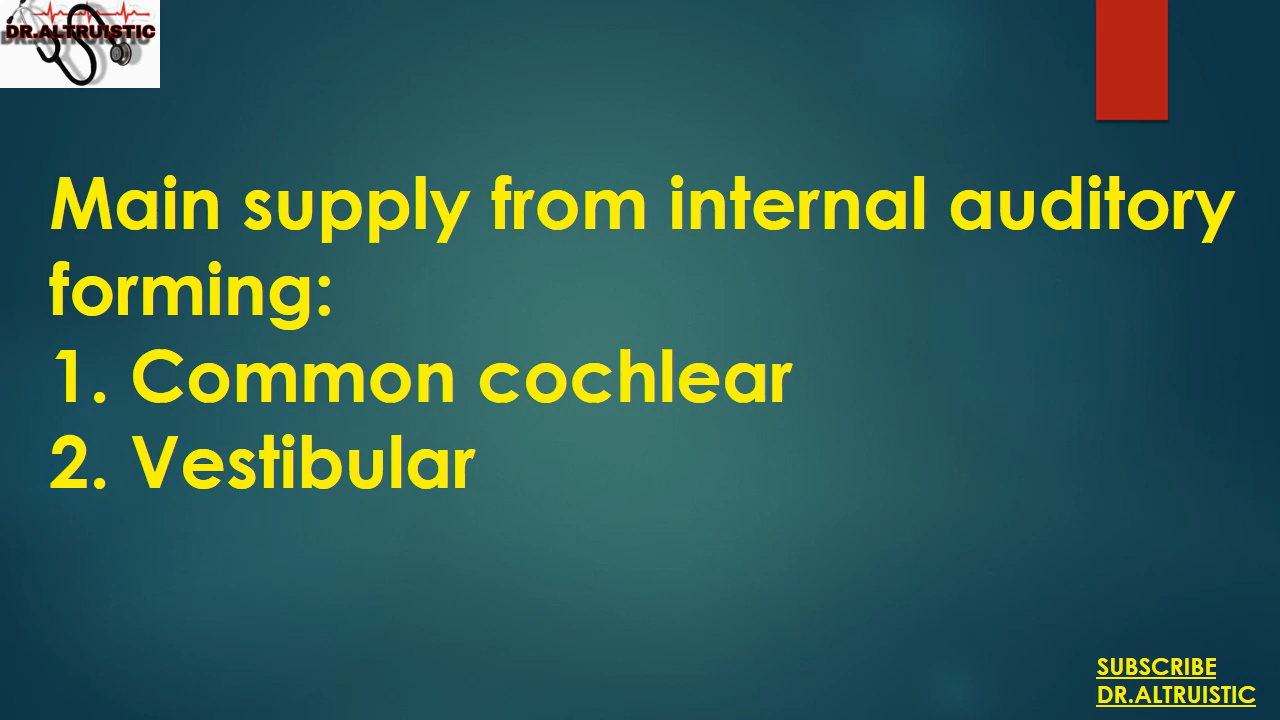 DR.ALTRUISTIC
Main supply from internal auditory
forming:
1. Common cochlear
2. Vestibular
SUBSCRIBE
DR.ALTRUISTIC